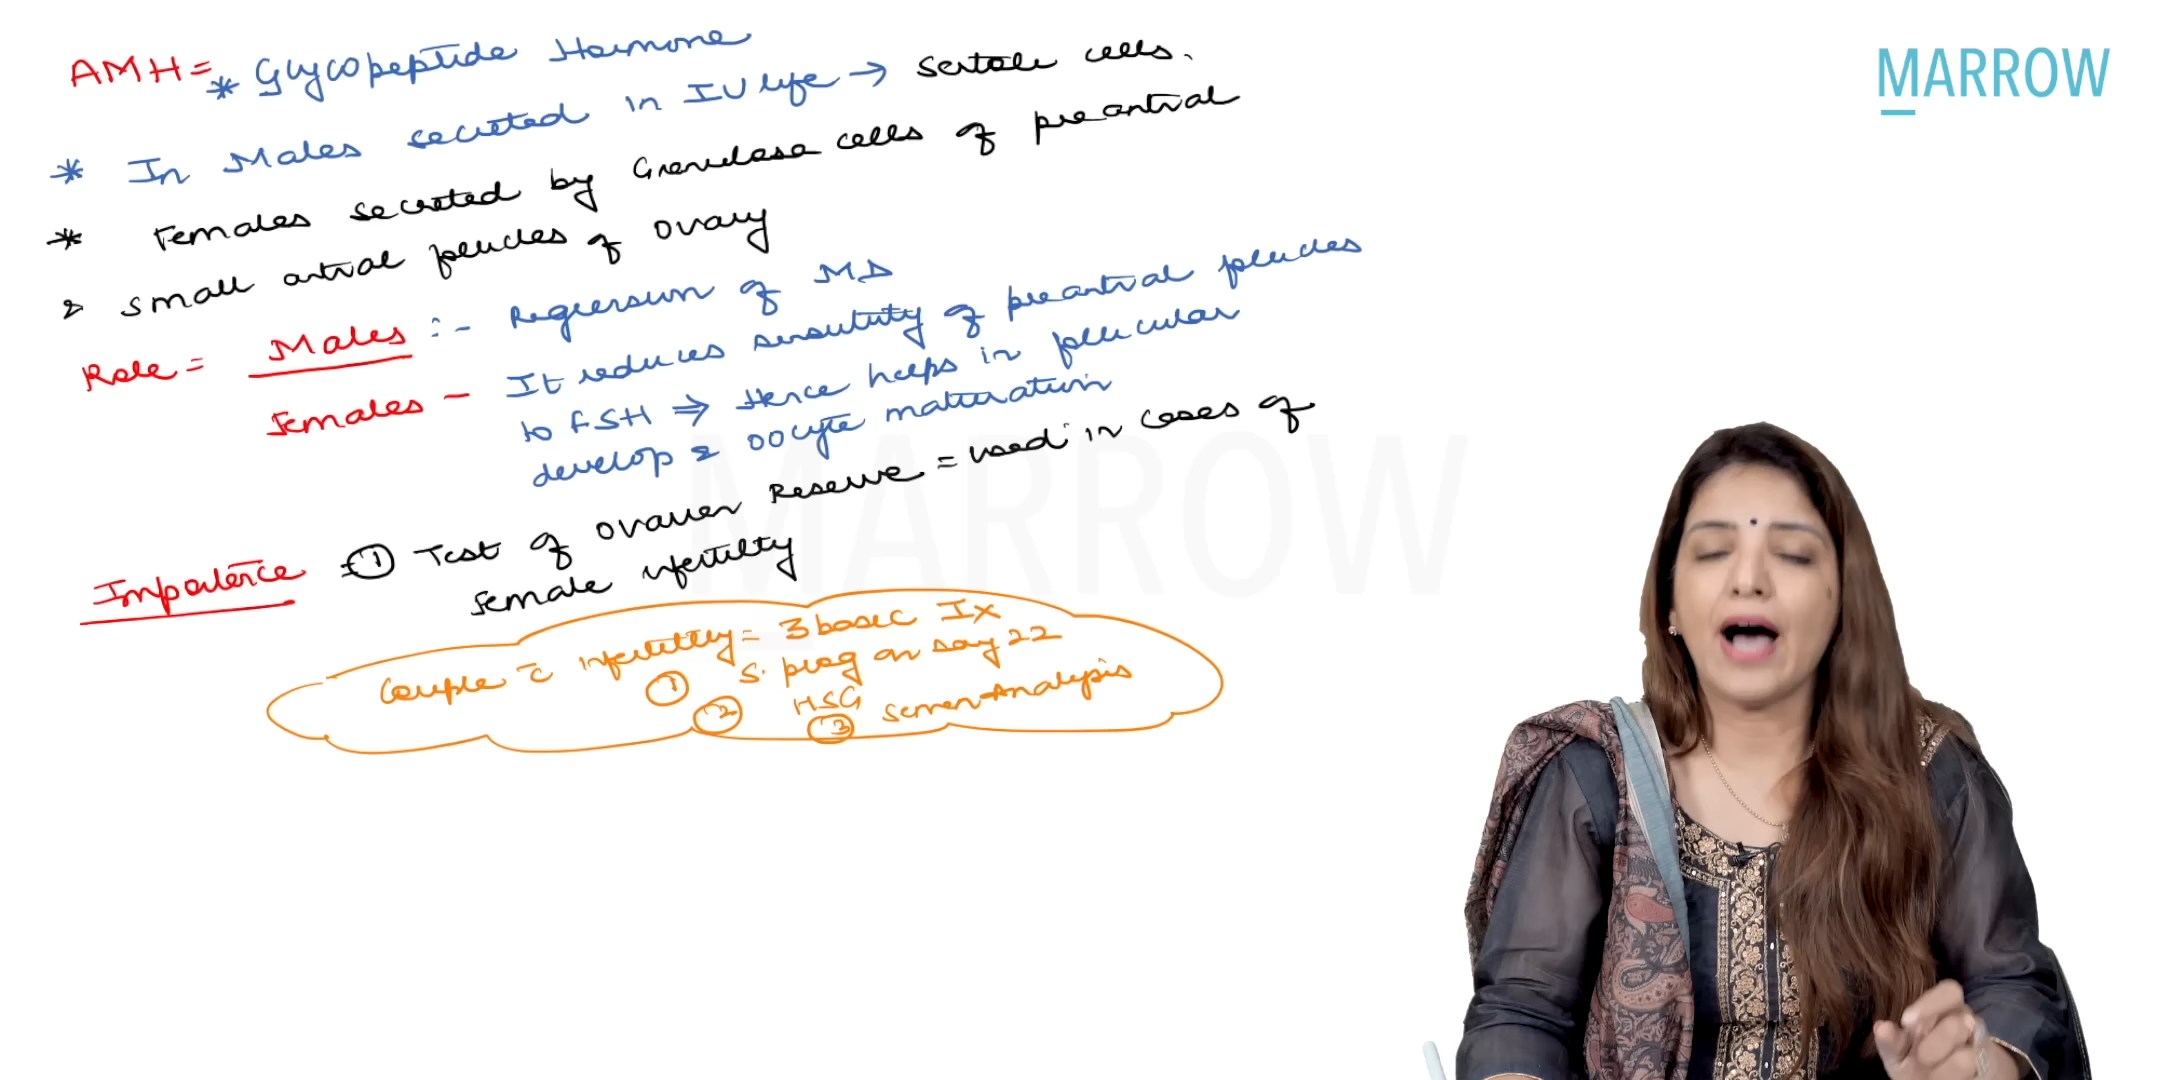 MARROW
AMH = * Glycopeptide Hormone
* In Males secreted in IU life → Sertoli cells.
* Females secreted by Granulosa cells of preantral
& small antral follicles of ovary
Role = Males :- Regression of MD
Females - It reduces sensitivity of preantral follicles
to FSH ⇒ Hence helps in follicular
develop & oocyte maturation
Importance = ① Test of ovarian Reserve = used in cases of
female infertility
Couple c̄ infertility = 3 basic Ix
① S. prog on day 22
② HSG
③ Semen Analysis
MARROW